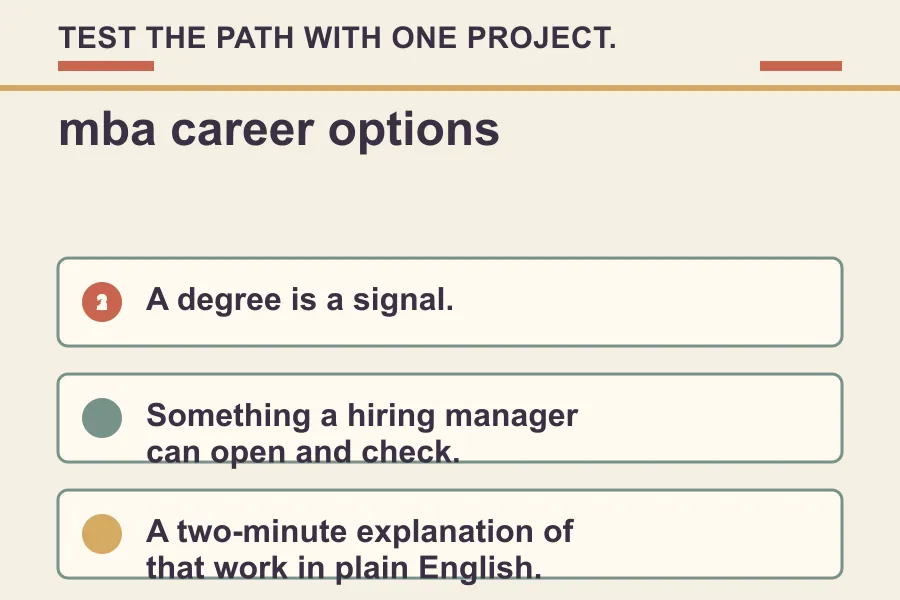 TEST THE PATH WITH ONE PROJECT.
mba career options
A degree is a signal.
Something a hiring manager
can open and check.
A two-minute explanation of
that work in plain English.